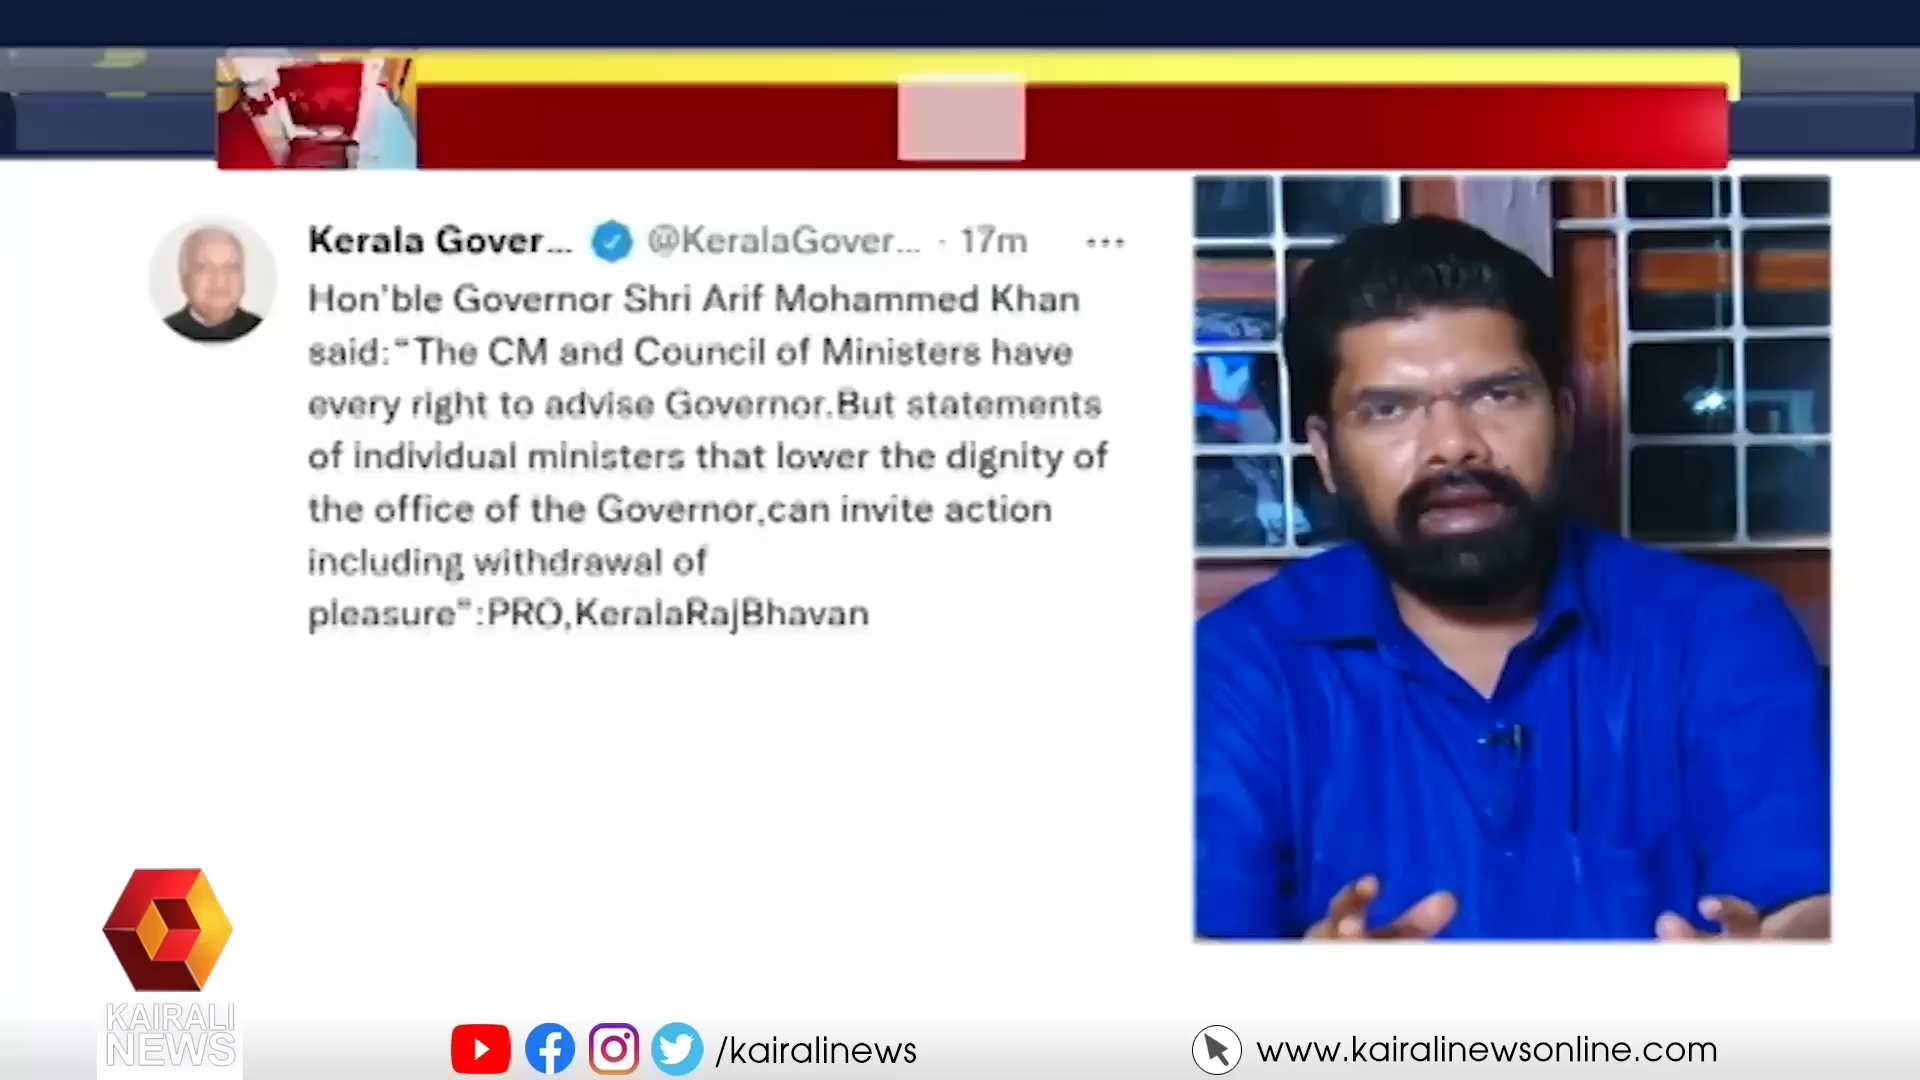 Kerala Gover... @KeralaGover... · 17m ...
Hon'ble Governor Shri Arif Mohammed Khan
said:“The CM and Council of Ministers have
every right to advise Governor.But statements
of individual ministers that lower the dignity of
the office of the Governor,can invite action
including withdrawal of
pleasure”:PRO,KeralaRajBhavan
KAIRALI
NEWS
/kairalinews
www.kairalinewsonline.com